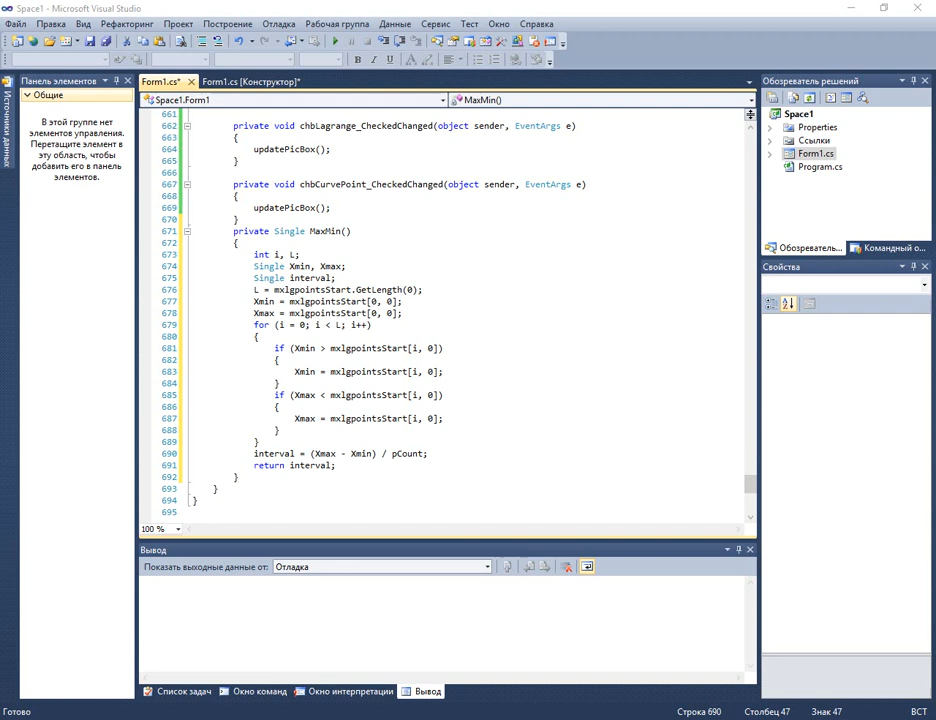 Space1 - Microsoft Visual Studio
Файл Правка Вид Рефакторинг Проект Построение Отладка Рабочая группа Данные Сервис Тест Окно Справка
Панель элементов
Общие
В этой группе нет
элементов управления.
Перетащите элемент в
эту область, чтобы
добавить его в панель
элементов.
Источники данных
Form1.cs*
Form1.cs [Конструктор]*
Space1.Form1
MaxMin()
661
662 private void chbLagrange_CheckedChanged(object sender, EventArgs e)
663 {
664 updatePicBox();
665 }
666
667 private void chbCurvePoint_CheckedChanged(object sender, EventArgs e)
668 {
669 updatePicBox();
670 }
671 private Single MaxMin()
672 {
673 int i, L;
674 Single Xmin, Xmax;
675 Single interval;
676 L = mxlgpointsStart.GetLength(0);
677 Xmin = mxlgpointsStart[0, 0];
678 Xmax = mxlgpointsStart[0, 0];
679 for (i = 0; i < L; i++)
680 {
681 if (Xmin > mxlgpointsStart[i, 0])
682 {
683 Xmin = mxlgpointsStart[i, 0];
684 }
685 if (Xmax < mxlgpointsStart[i, 0])
686 {
687 Xmax = mxlgpointsStart[i, 0];
688 }
689 }
690 interval = (Xmax - Xmin) / pCount;
691 return interval;
692 }
693 }
694 }
695
100 %
Обозреватель решений
Space1
Properties
Ссылки
Form1.cs
Program.cs
Обозреватель... Командный о...
Свойства
Вывод
Показать выходные данные от: Отладка
Список задач Окно команд Окно интерпретации Вывод
Готово Строка 690 Столбец 47 Знак 47 ВСТ